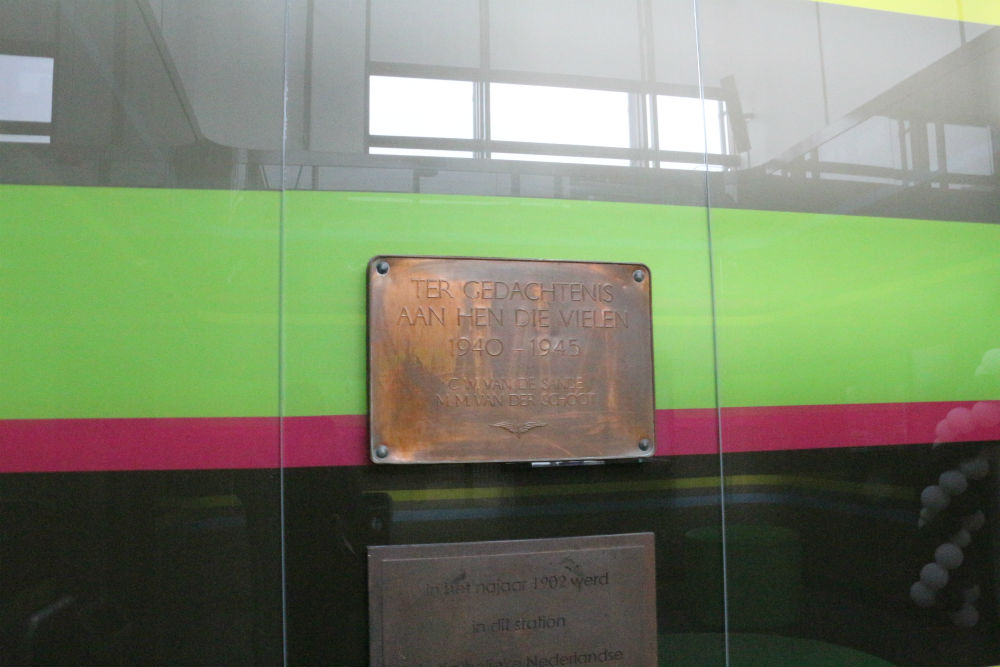 TER GEDACHTENIS
AAN HEN DIE VIELEN
1940 - 1945
C. W. VAN DE SANDE
M. M. VAN DER SCHOOT
In het najaar 1902 werd
in dit station
Nederlandse